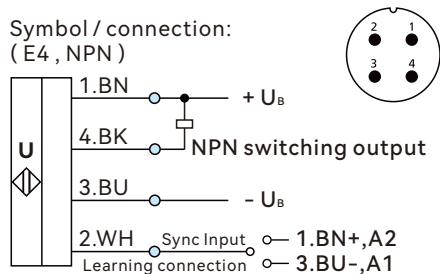 Symbol / connection:
( E4 , NPN )
2 1
3 4
1.BN
+ UB
4.BK
NPN switching output
U
3.BU
- UB
2.WH Sync Input 1.BN+,A2
Learning connection 3.BU-,A1